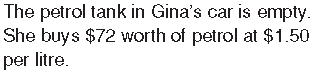 The petrol tank in Gina's car is empty.
She buys $72 worth of petrol at $1.50
per litre.